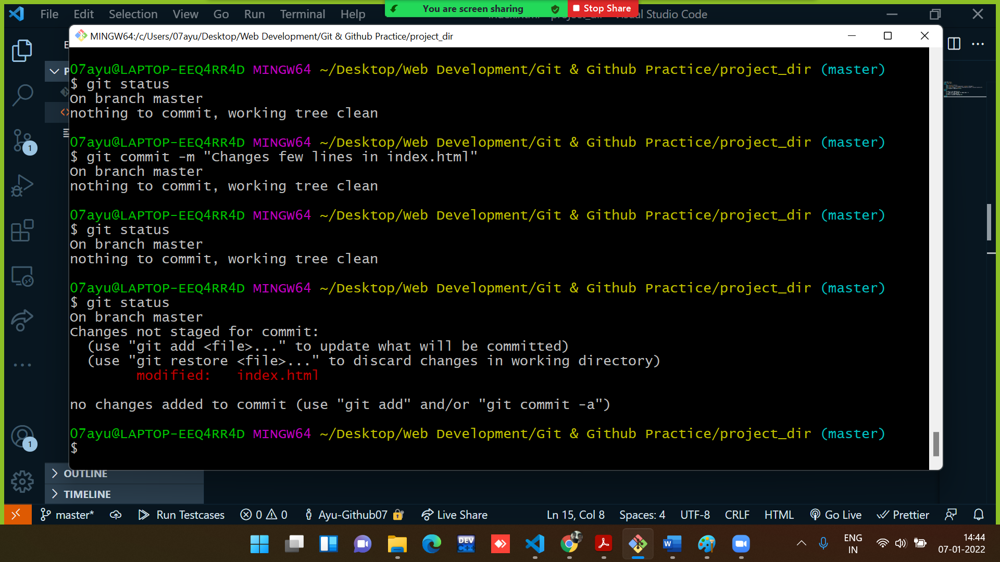 You are screen sharing
Stop Share
File Edit Selection View Go Run Terminal Help
Visual Studio Code
MINGW64:/c/Users/07ayu/Desktop/Web Development/Git & Github Practice/project_dir
07ayu@LAPTOP-EEQ4RR4D MINGW64 ~/Desktop/Web Development/Git & Github Practice/project_dir (master)
$ git status
On branch master
nothing to commit, working tree clean
07ayu@LAPTOP-EEQ4RR4D MINGW64 ~/Desktop/Web Development/Git & Github Practice/project_dir (master)
$ git commit -m "Changes few lines in index.html"
On branch master
nothing to commit, working tree clean
07ayu@LAPTOP-EEQ4RR4D MINGW64 ~/Desktop/Web Development/Git & Github Practice/project_dir (master)
$ git status
On branch master
nothing to commit, working tree clean
07ayu@LAPTOP-EEQ4RR4D MINGW64 ~/Desktop/Web Development/Git & Github Practice/project_dir (master)
$ git status
On branch master
Changes not staged for commit:
  (use "git add <file>..." to update what will be committed)
  (use "git restore <file>..." to discard changes in working directory)
        modified:   index.html
no changes added to commit (use "git add" and/or "git commit -a")
07ayu@LAPTOP-EEQ4RR4D MINGW64 ~/Desktop/Web Development/Git & Github Practice/project_dir (master)
$
1
1
OUTLINE
TIMELINE
master* Run Testcases 0 0 Ayu-Github07 Live Share Ln 15, Col 8 Spaces: 4 UTF-8 CRLF HTML Go Live Prettier
DEV
C++
W
ENG
IN
14:44
07-01-2022